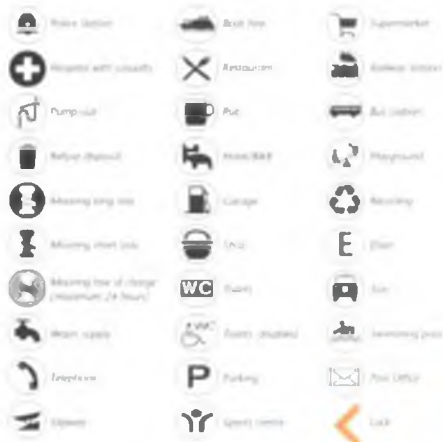 Police station
Boat hire
Supermarket
Hospital with casualty
Restaurant
Railway station
Pump-out
Pub
Bus station
Refuse disposal
Hotel/B&B
Playground
Mooring long stay
Garage
Recycling
Mooring short stay
Shop
E
Mooring free of charge
(maximum 24 hours)
WC
Toilets
Water supply
WC
Toilets disabled
Swimming pool
Telephone
P
Parking
Post Office
Slipway
Sports centre
Lock